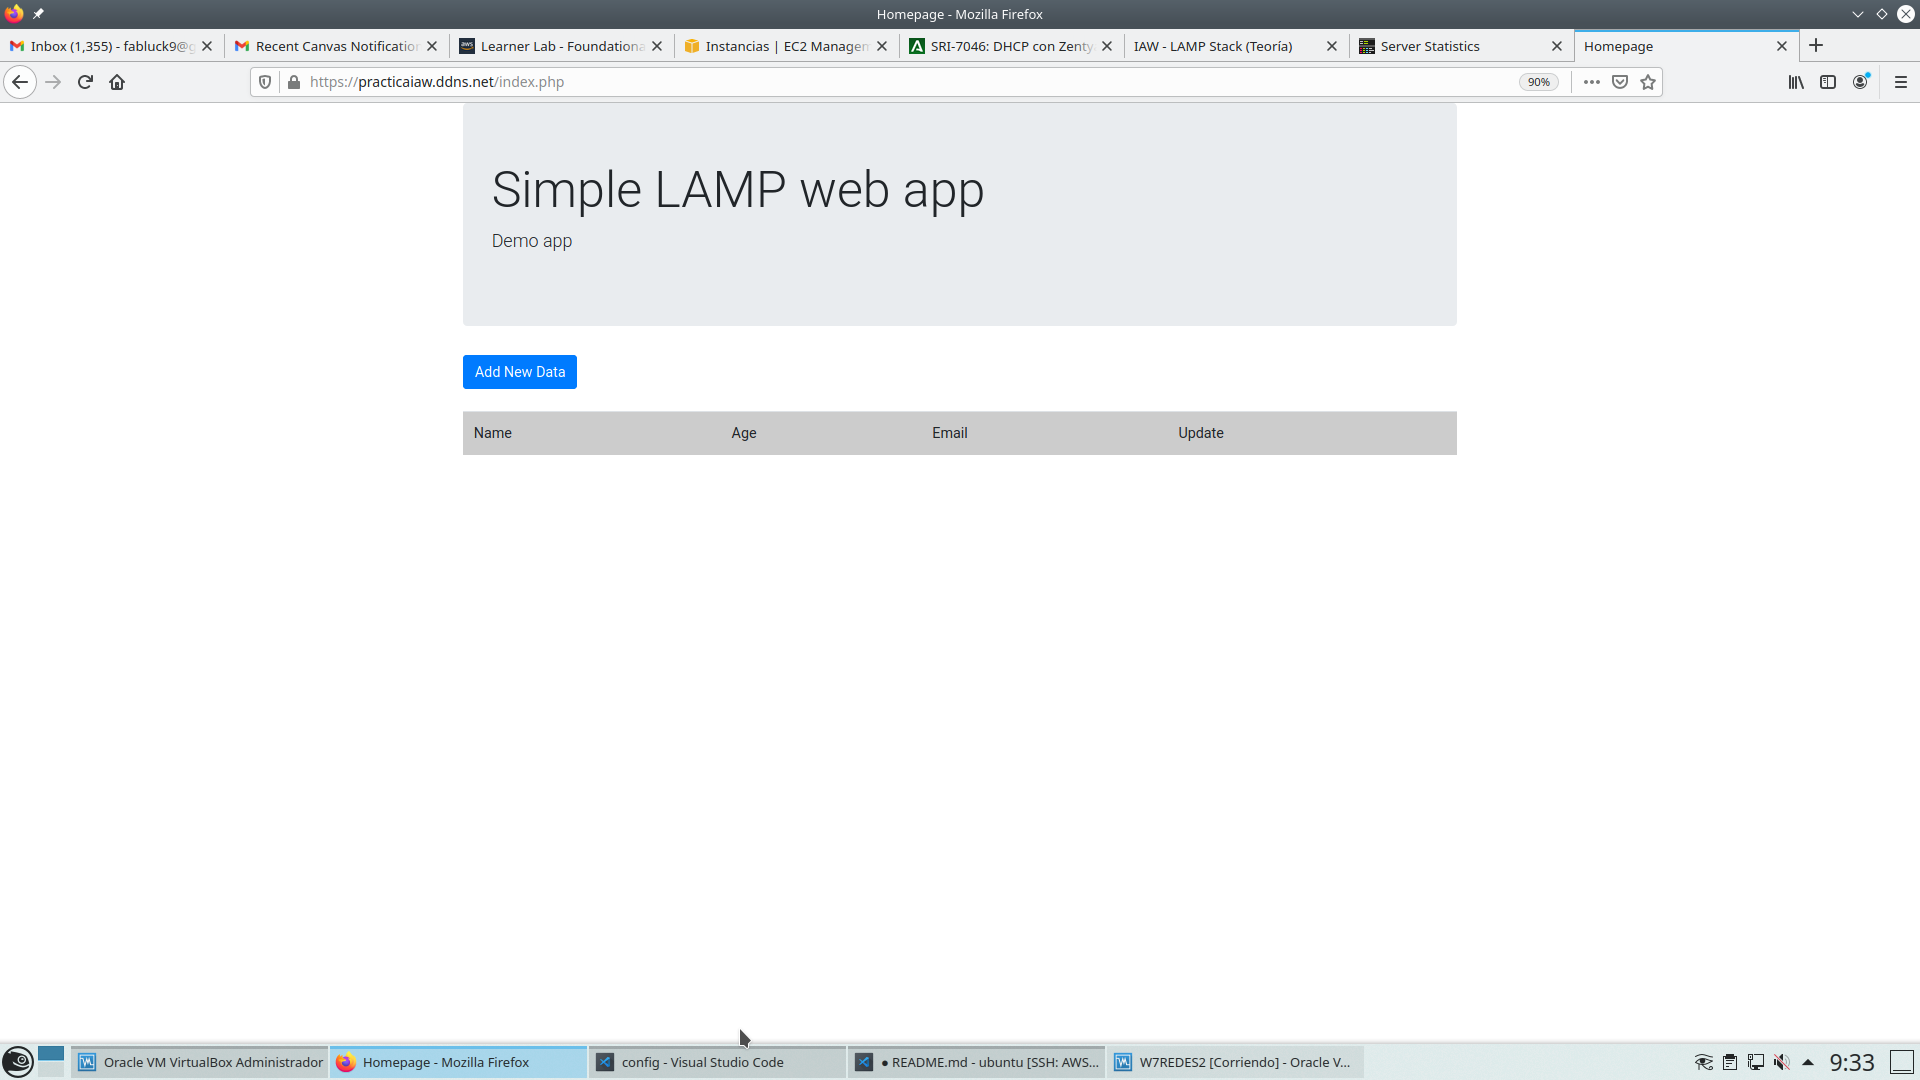 Homepage - Mozilla Firefox
Inbox (1,355) - fabluck9@g
Recent Canvas Notification
Learner Lab - Foundationa
Instancias | EC2 Managem
SRI-7046: DHCP con Zenty
IAW - LAMP Stack (Teoría)
Server Statistics
Homepage
https://practicaiaw.ddns.net/index.php
90%
Simple LAMP web app
Demo app
Add New Data
Name Age Email Update
Oracle VM VirtualBox Administrador
Homepage - Mozilla Firefox
config - Visual Studio Code
● README.md - ubuntu [SSH: AWS...
W7REDES2 [Corriendo] - Oracle V...
9:33